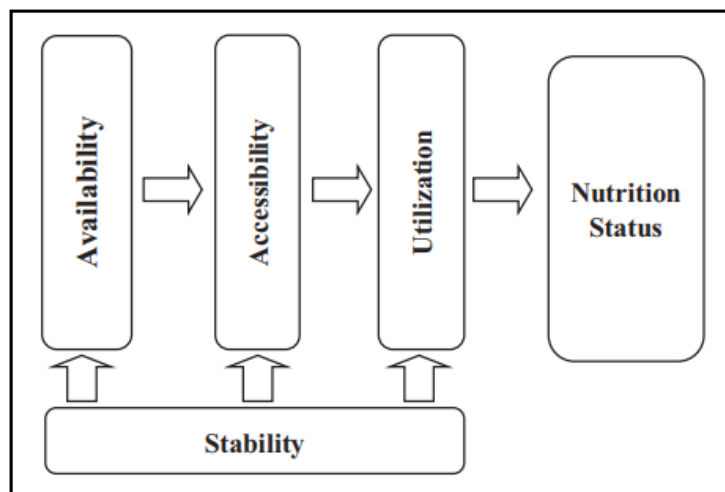 Availability
Accessibility
Utilization
Nutrition
Status
Stability